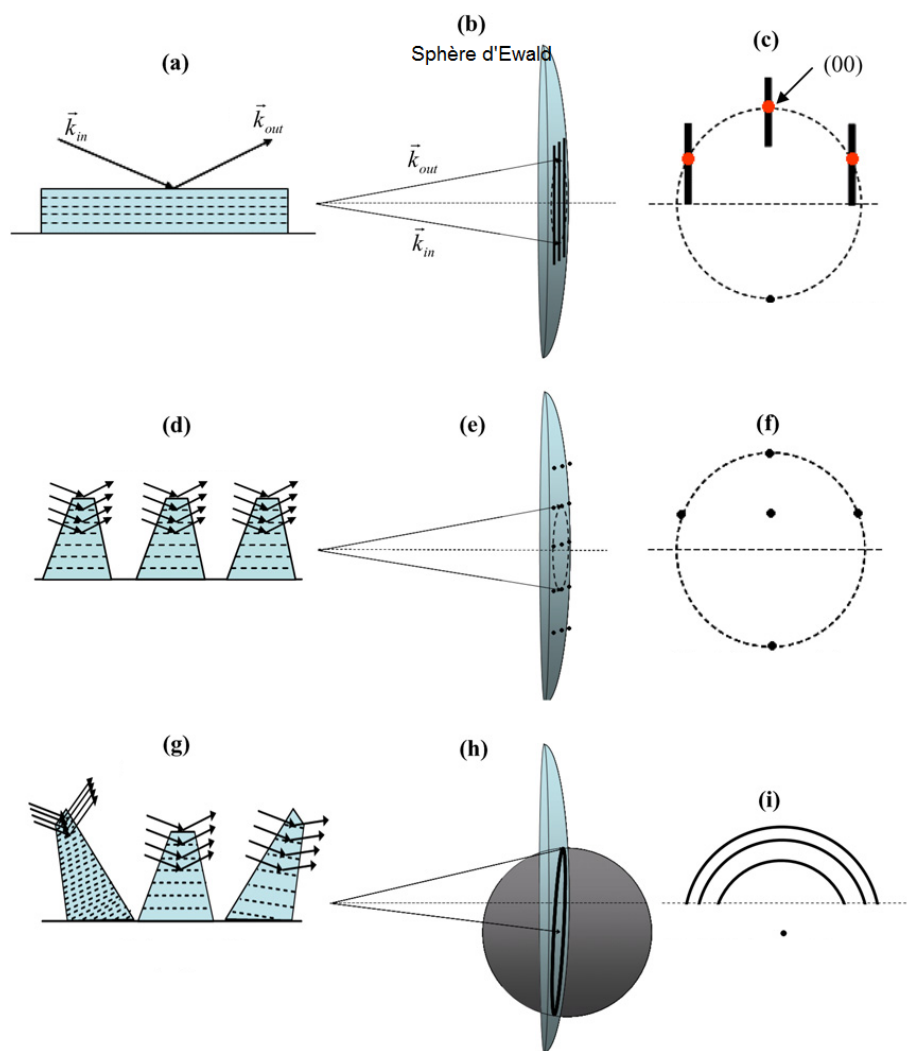 (a)
k in
k out
(b)
Sphère d'Ewald
k out
k in
(c)
(00)
(d)
(e)
(f)
(g)
(h)
(i)